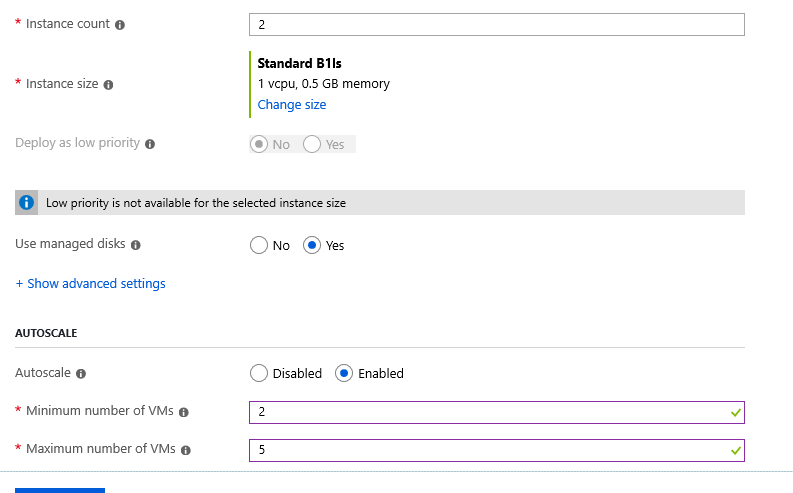 * Instance count
2
* Instance size
Standard B1ls
1 vcpu, 0.5 GB memory
Change size
Deploy as low priority
No Yes
Low priority is not available for the selected instance size
Use managed disks
No Yes
+ Show advanced settings
AUTOSCALE
Autoscale
Disabled Enabled
* Minimum number of VMs
2
* Maximum number of VMs
5